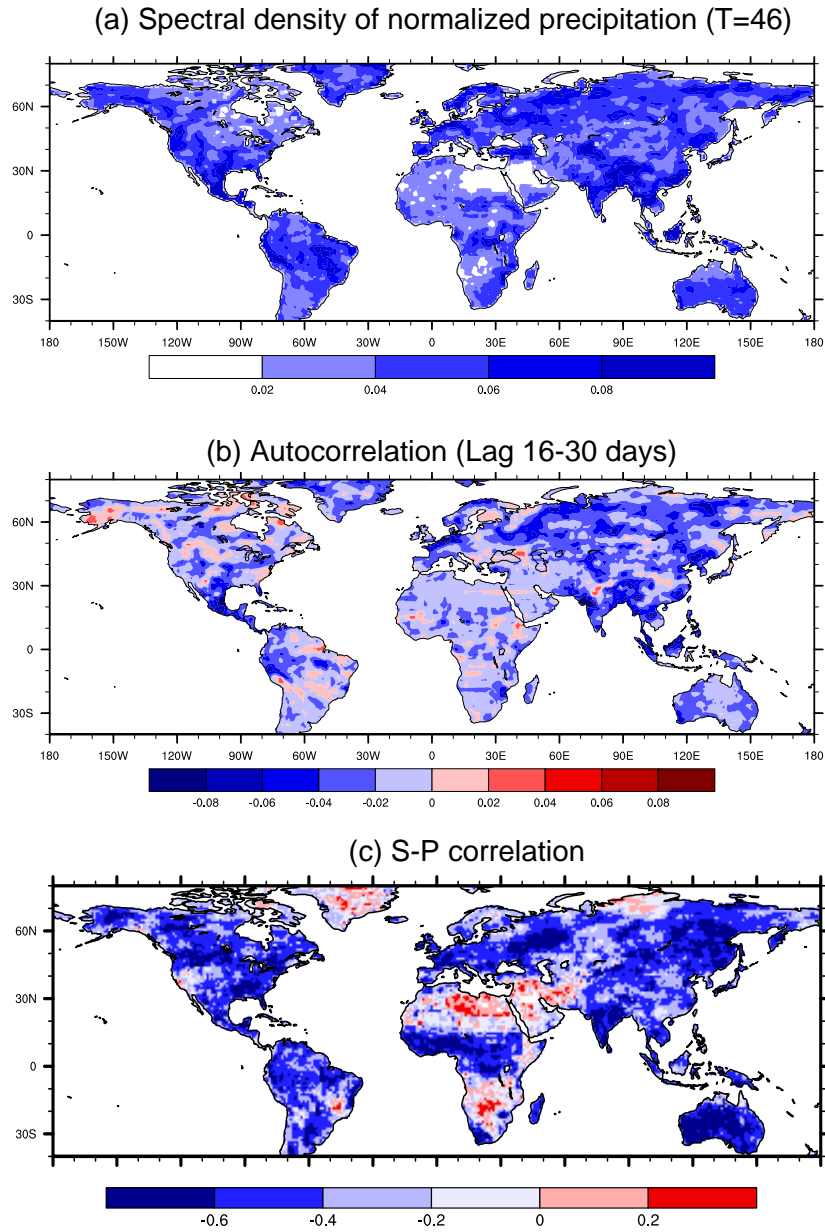 (a) Spectral density of normalized precipitation (T=46)
60N
30N
0
30S
180 150W 120W 90W 60W 30W 0 30E 60E 90E 120E 150E 180
0.02 0.04 0.06 0.08
(b) Autocorrelation (Lag 16-30 days)
60N
30N
0
30S
180 150W 120W 90W 60W 30W 0 30E 60E 90E 120E 150E 180
-0.08 -0.06 -0.04 -0.02 0 0.02 0.04 0.06 0.08
(c) S-P correlation
60N
30N
0
30S
-0.6 -0.4 -0.2 0 0.2